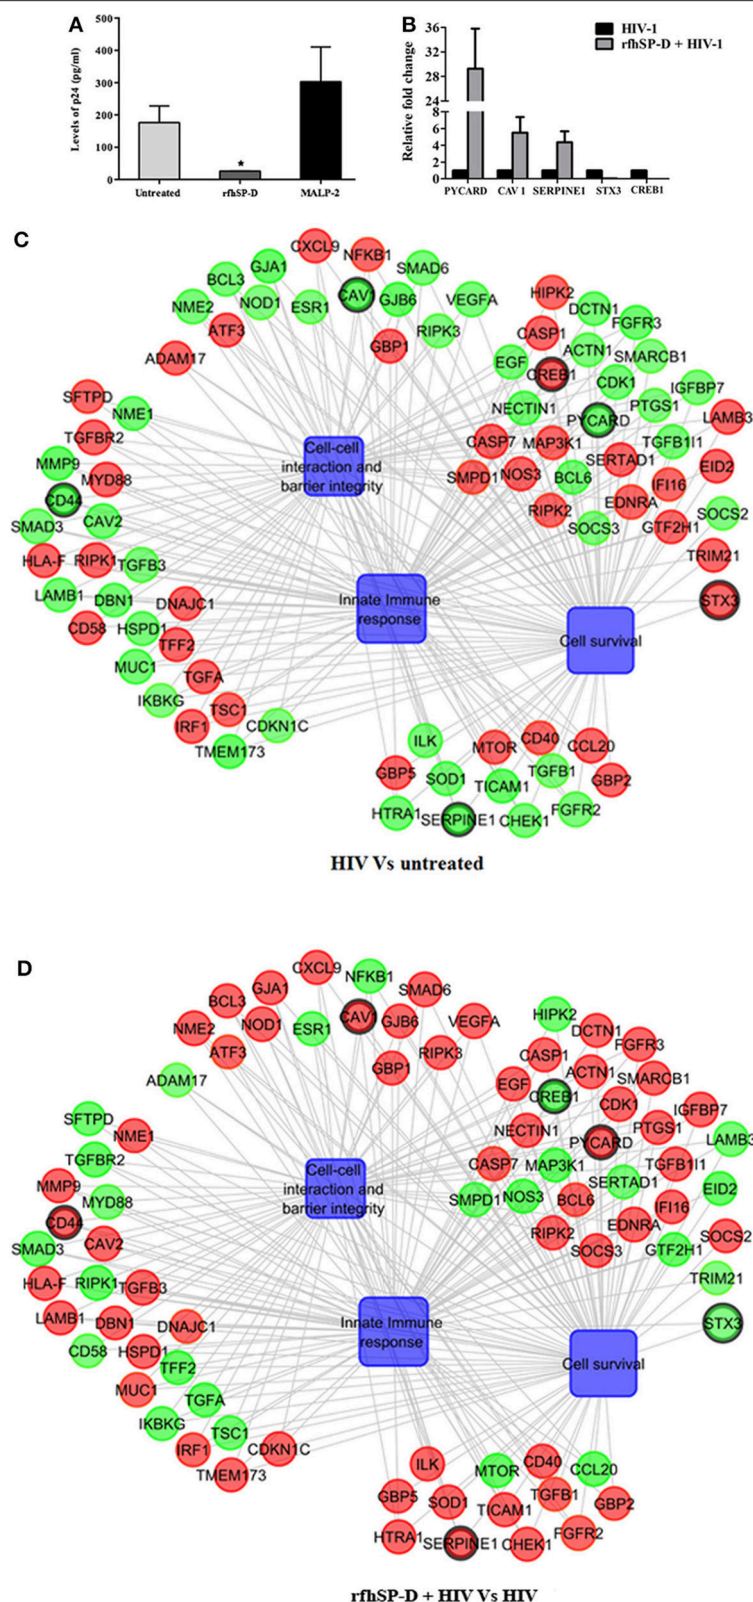 A
500
400
300
200
100
0
Levels of p24 (pg/ml)
*
Untreated
rfhSP-D
MALP-2
B
36
32
28
24
8
6
4
2
0
Relative fold change
HIV-1
rfhSP-D + HIV-1
PYCARD
CAV 1
SERPINE1
STX3
CREB1
C
CXCL9
NFKB1
GJA1
SMAD6
BCL3
NME2
NOD1
ESR1
CAV1
GJB6
VEGFA
ATF3
RIPK3
GBP1
ADAM17
HIPK2
DCTN1
FGFR3
CASP1
ACTN1
SMARCB1
EGF
CREB1
CDK1
IGFBP7
NECTIN1
PTGS1
PYCARD
LAMB3
CASP7
MAP3K1
TGFB1I1
SERTAD1
EID2
SMPD1
NOS3
BCL6
IFI16
EDNRA
RIPK2
SOCS2
SOCS3
GTF2H1
TRIM21
STX3
SFTPD
NME1
TGFBR2
MMP9
MYD88
CD44
SMAD3
CAV2
HLA-F
RIPK1
TGFB3
LAMB1
DBN1
DNAJC1
CD58
HSPD1
TFF2
MUC1
TGFA
IKBKG
TSC1
IRF1
CDKN1C
TMEM173
Cell-cell
interaction and
barrier integrity
Innate Immune
response
Cell survival
ILK
MTOR
CD40
CCL20
GBP5
SOD1
TICAM1
TGFB1
GBP2
HTRA1
SERPINE1
CHEK1
FGFR2
HIV Vs untreated
D
CXCL9
NFKB1
GJA1
SMAD6
BCL3
NME2
NOD1
ESR1
CAV1
GJB6
VEGFA
ATF3
RIPK3
GBP1
ADAM17
HIPK2
DCTN1
FGFR3
CASP1
ACTN1
SMARCB1
EGF
CREB1
CDK1
IGFBP7
NECTIN1
PTGS1
PYCARD
LAMB3
CASP7
MAP3K1
TGFB1I1
SERTAD1
EID2
SMPD1
NOS3
BCL6
IFI16
EDNRA
RIPK2
SOCS2
SOCS3
GTF2H1
TRIM21
STX3
SFTPD
NME1
TGFBR2
MMP9
MYD88
CD44
SMAD3
CAV2
HLA-F
RIPK1
TGFB3
LAMB1
DBN1
DNAJC1
CD58
HSPD1
TFF2
MUC1
TGFA
IKBKG
TSC1
IRF1
CDKN1C
TMEM173
Cell-cell
interaction and
barrier integrity
Innate Immune
response
Cell survival
ILK
MTOR
CD40
CCL20
GBP5
SOD1
TICAM1
TGFB1
GBP2
HTRA1
SERPINE1
CHEK1
FGFR2
rfhSP-D + HIV Vs HIV